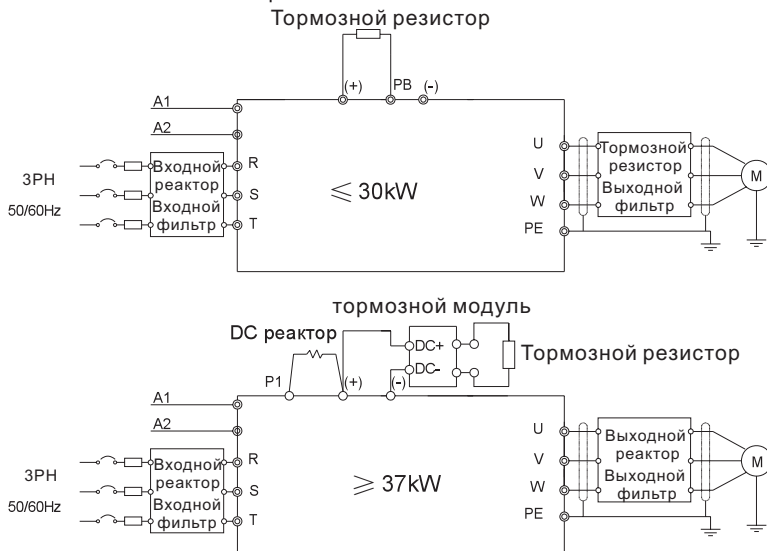 Тормозной резистор
(+) PB (-)
A1
A2
3PH
50/60Hz
Входной
реактор
Входной
фильтр
R
S
T
≤ 30kW
U
V
W
PE
Тормозной
резистор
Выходной
фильтр
M
тормозной модуль
DC реактор
DC+
DC-
Тормозной резистор
P1 (+) (-)
A1
A2
3PH
50/60Hz
Входной
реактор
Входной
фильтр
R
S
T
≥ 37kW
U
V
W
PE
Выходной
реактор
Выходной
фильтр
M